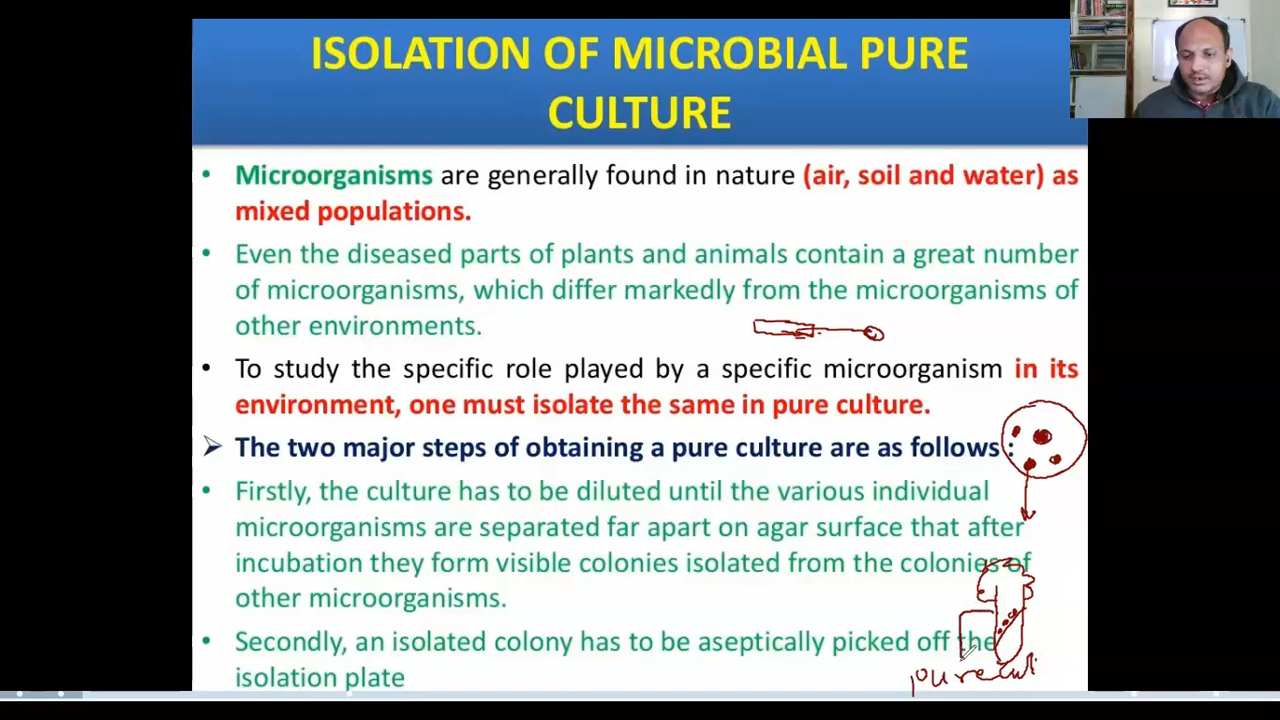 ISOLATION OF MICROBIAL PURE
CULTURE
• Microorganisms are generally found in nature (air, soil and water) as
mixed populations.
• Even the diseased parts of plants and animals contain a great number
of microorganisms, which differ markedly from the microorganisms of
other environments.
• To study the specific role played by a specific microorganism in its
environment, one must isolate the same in pure culture.
➢ The two major steps of obtaining a pure culture are as follows :
• Firstly, the culture has to be diluted until the various individual
microorganisms are separated far apart on agar surface that after
incubation they form visible colonies isolated from the colonies of
other microorganisms.
• Secondly, an isolated colony has to be aseptically picked off the
isolation plate
pure cult